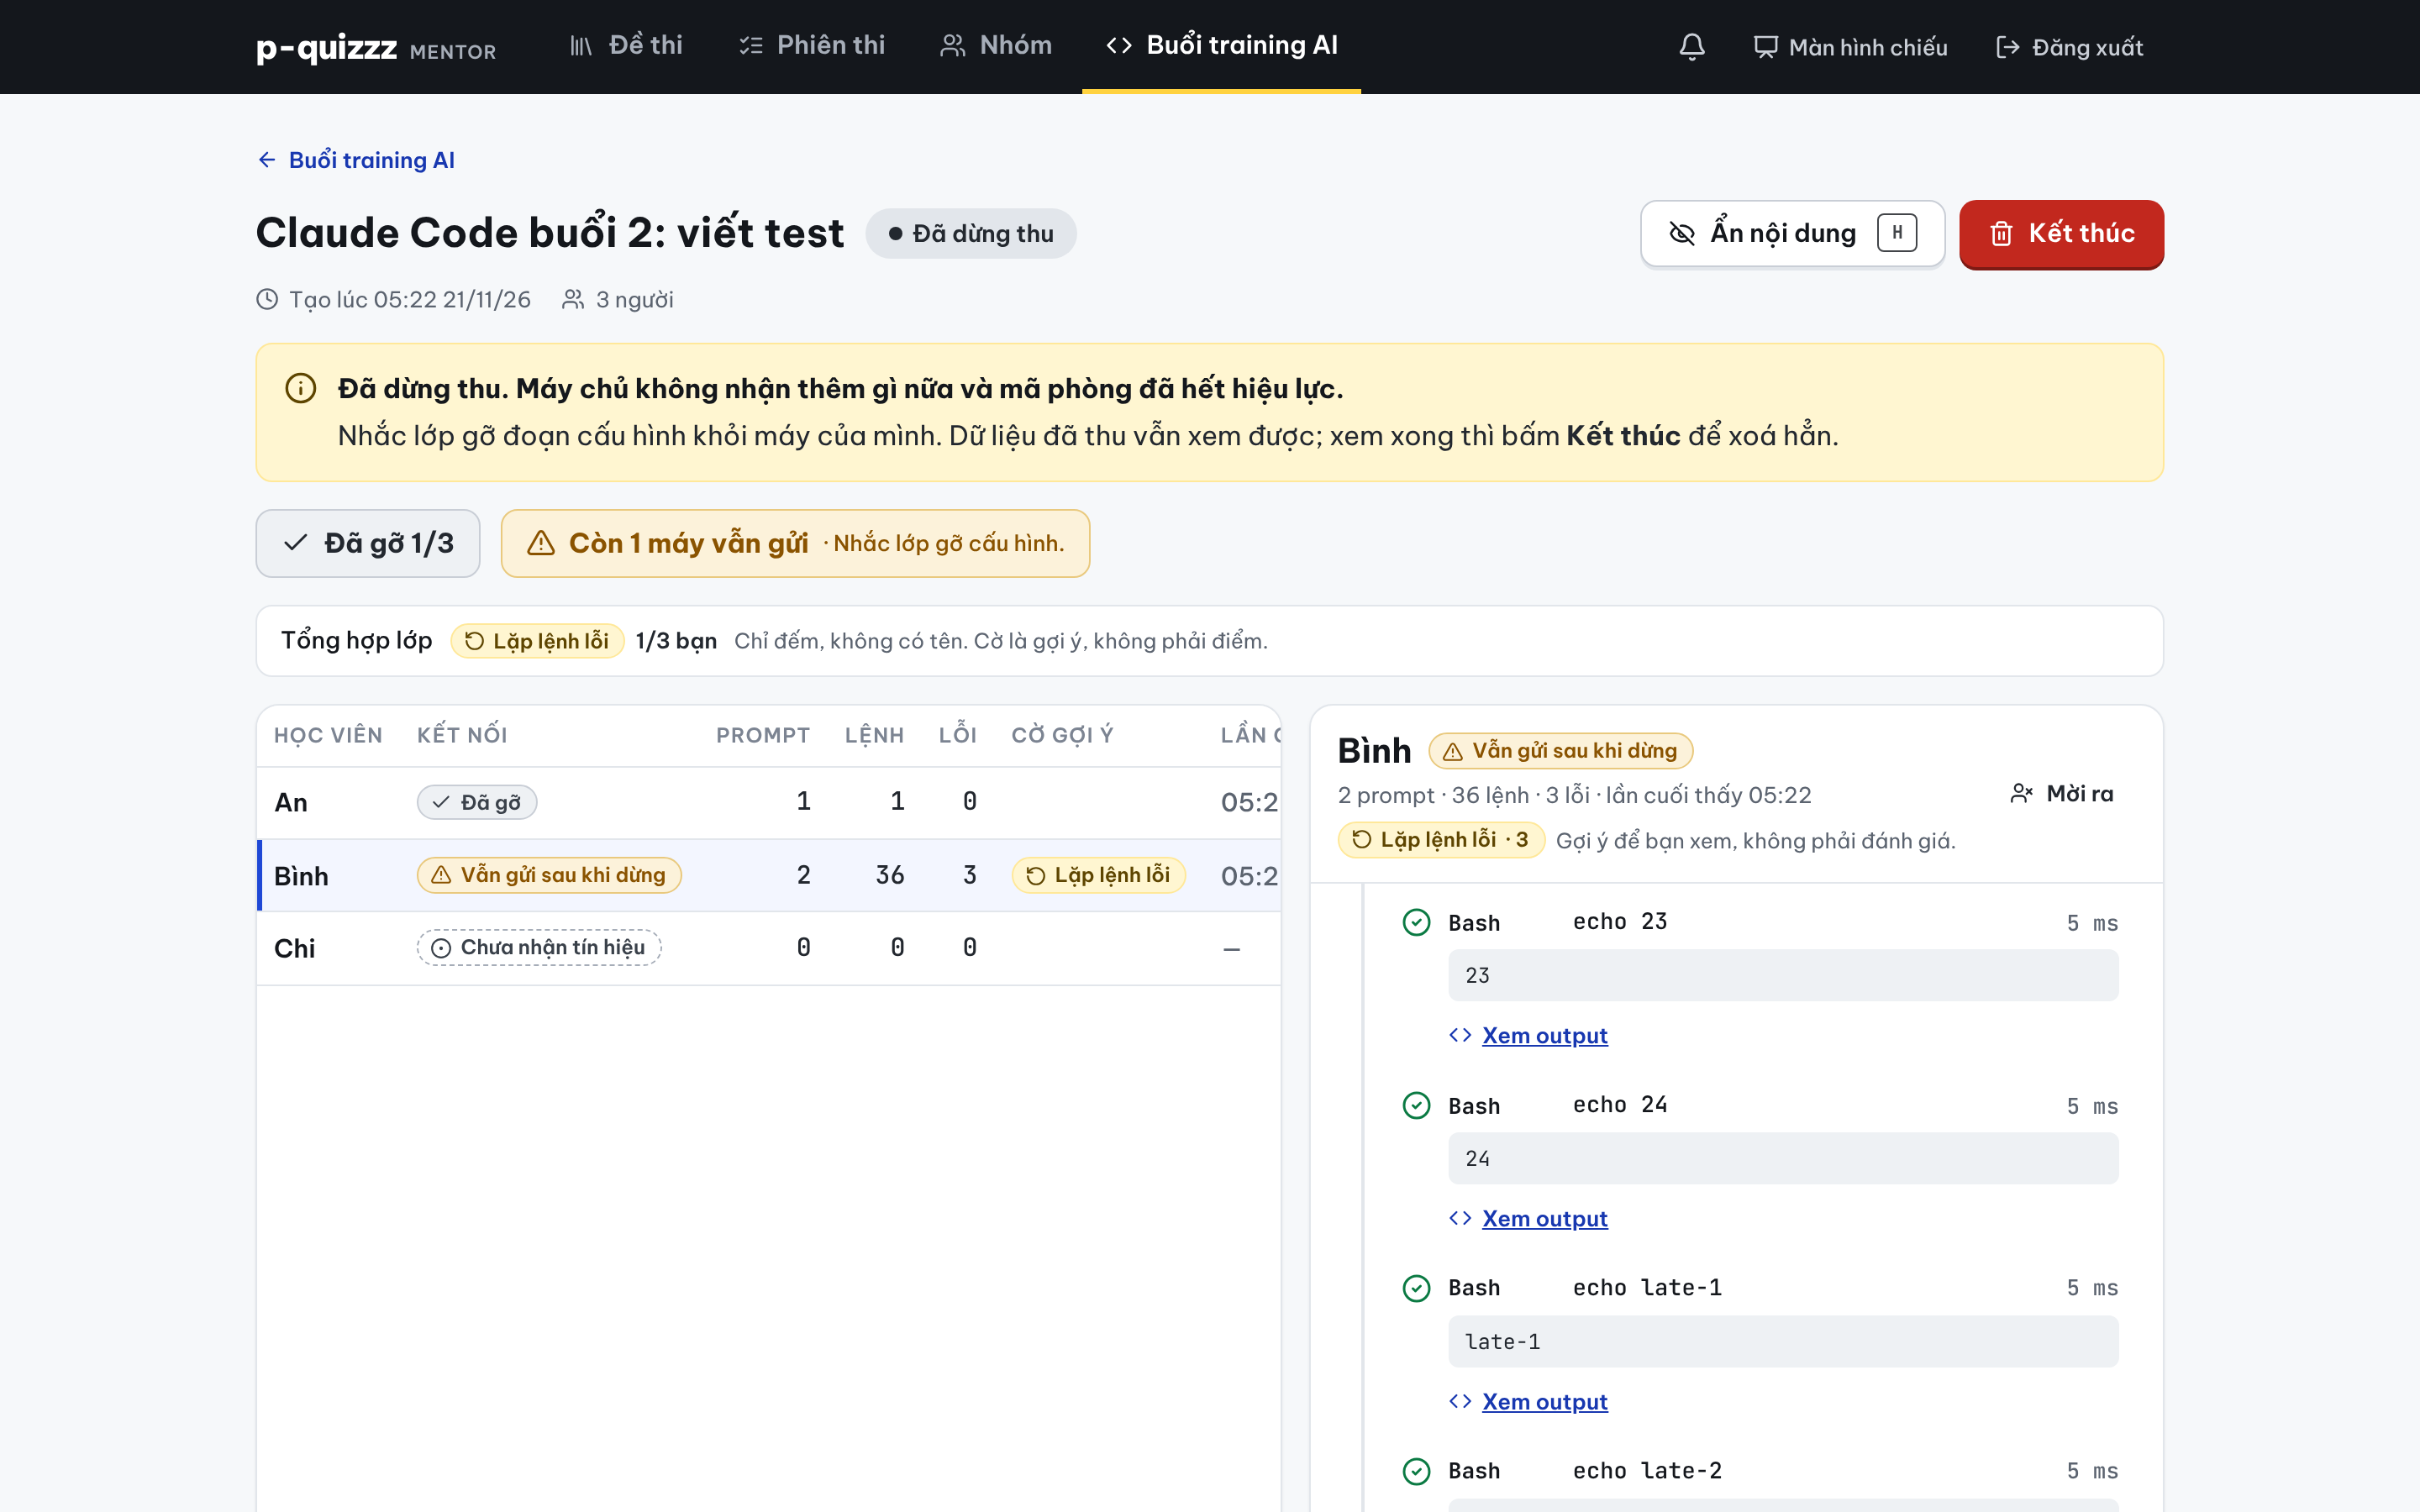 p-quizzz MENTOR
Đề thi
Phiên thi
Nhóm
Buổi training AI
Màn hình chiếu
Đăng xuất
Buổi training AI
Claude Code buổi 2: viết test
Đã dừng thu
Ẩn nội dung H
Kết thúc
Tạo lúc 05:22 21/11/26
3 người
Đã dừng thu. Máy chủ không nhận thêm gì nữa và mã phòng đã hết hiệu lực.
Nhắc lớp gỡ đoạn cấu hình khỏi máy của mình. Dữ liệu đã thu vẫn xem được; xem xong thì bấm Kết thúc để xoá hẳn.
Đã gỡ 1/3
Còn 1 máy vẫn gửi · Nhắc lớp gỡ cấu hình.
Tổng hợp lớp Lặp lệnh lỗi 1/3 bạn Chỉ đếm, không có tên. Cờ là gợi ý, không phải điểm.
HỌC VIÊN KẾT NỐI PROMPT LỆNH LỖI CỜ GỢI Ý LẦN
An Đã gỡ 1 1 0 05:2
Bình Vẫn gửi sau khi dừng 2 36 3 Lặp lệnh lỗi 05:2
Chi Chưa nhận tín hiệu 0 0 0 —
Bình Vẫn gửi sau khi dừng
2 prompt · 36 lệnh · 3 lỗi · lần cuối thấy 05:22
Mời ra
Lặp lệnh lỗi · 3 Gợi ý để bạn xem, không phải đánh giá.
Bash echo 23 5 ms
23
Xem output
Bash echo 24 5 ms
24
Xem output
Bash echo late-1 5 ms
late-1
Xem output
Bash echo late-2 5 ms